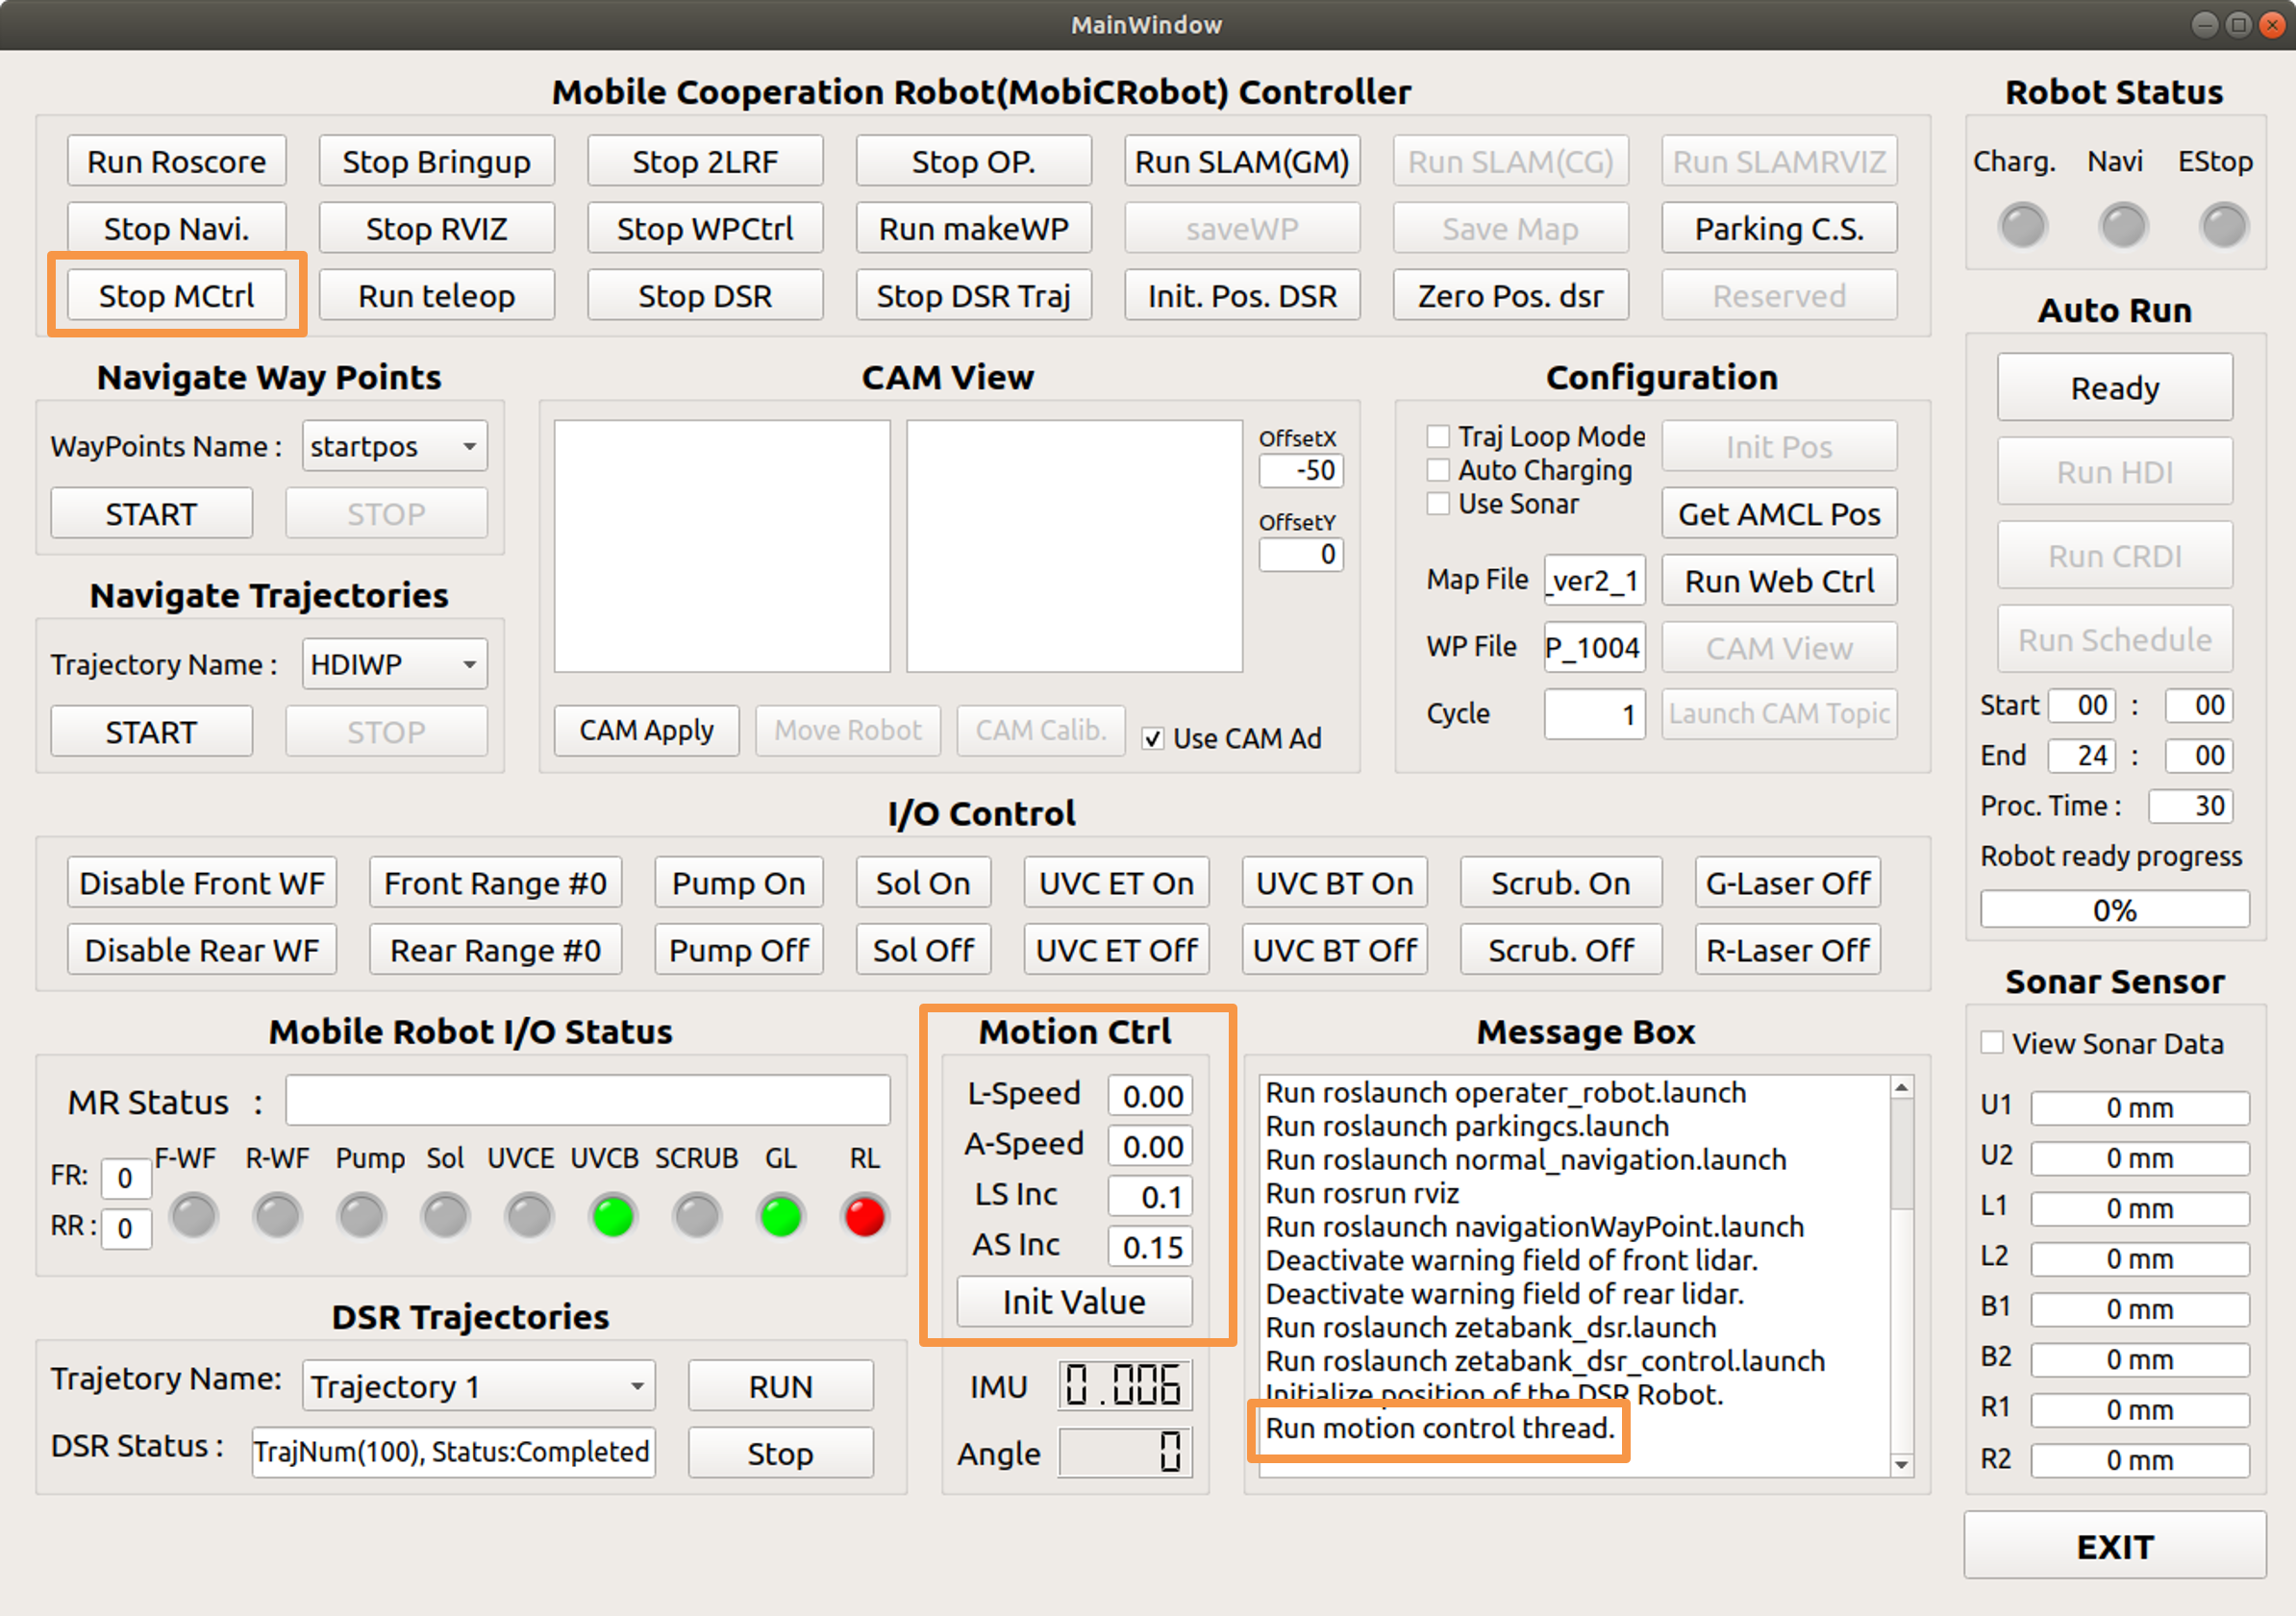 MainWindow
Mobile Cooperation Robot(MobiCRobot) Controller
Run Roscore Stop Bringup Stop 2LRF Stop OP. Run SLAM(GM) Run SLAM(CG) Run SLAMRVIZ
Stop Navi. Stop RVIZ Stop WPCtrl Run makeWP saveWP Save Map Parking C.S.
Stop MCtrl Run teleop Stop DSR Stop DSR Traj Init. Pos. DSR Zero Pos. dsr Reserved
Robot Status
Charg. Navi EStop
Navigate Way Points
WayPoints Name : startpos
START STOP
Navigate Trajectories
Trajectory Name : HDIWP
START STOP
CAM View
OffsetX
-50
OffsetY
0
CAM Apply Move Robot CAM Calib. Use CAM Ad
Configuration
Traj Loop Mode
Auto Charging
Use Sonar
Init Pos
Get AMCL Pos
Map File _ver2_1 Run Web Ctrl
WP File P_1004 CAM View
Cycle 1 Launch CAM Topic
Auto Run
Ready
Run HDI
Run CRDI
Run Schedule
Start 00 : 00
End 24 : 00
Proc. Time : 30
Robot ready progress
0%
I/O Control
Disable Front WF Front Range #0 Pump On Sol On UVC ET On UVC BT On Scrub. On G-Laser Off
Disable Rear WF Rear Range #0 Pump Off Sol Off UVC ET Off UVC BT Off Scrub. Off R-Laser Off
Mobile Robot I/O Status
MR Status :
F-WF R-WF Pump Sol UVCE UVCB SCRUB GL RL
FR: 0
RR : 0
DSR Trajectories
Trajetory Name: Trajectory 1 RUN
DSR Status : TrajNum(100), Status:Completed Stop
Motion Ctrl
L-Speed 0.00
A-Speed 0.00
LS Inc 0.1
AS Inc 0.15
Init Value
IMU 0.006
Angle 0
Message Box
Run roslaunch operater_robot.launch
Run roslaunch parkingcs.launch
Run roslaunch normal_navigation.launch
Run rosrun rviz
Run roslaunch navigationWayPoint.launch
Deactivate warning field of front lidar.
Deactivate warning field of rear lidar.
Run roslaunch zetabank_dsr.launch
Run roslaunch zetabank_dsr_control.launch
Initialize position of the DSR Robot.
Run motion control thread.
Sonar Sensor
View Sonar Data
U1 0 mm
U2 0 mm
L1 0 mm
L2 0 mm
B1 0 mm
B2 0 mm
R1 0 mm
R2 0 mm
EXIT